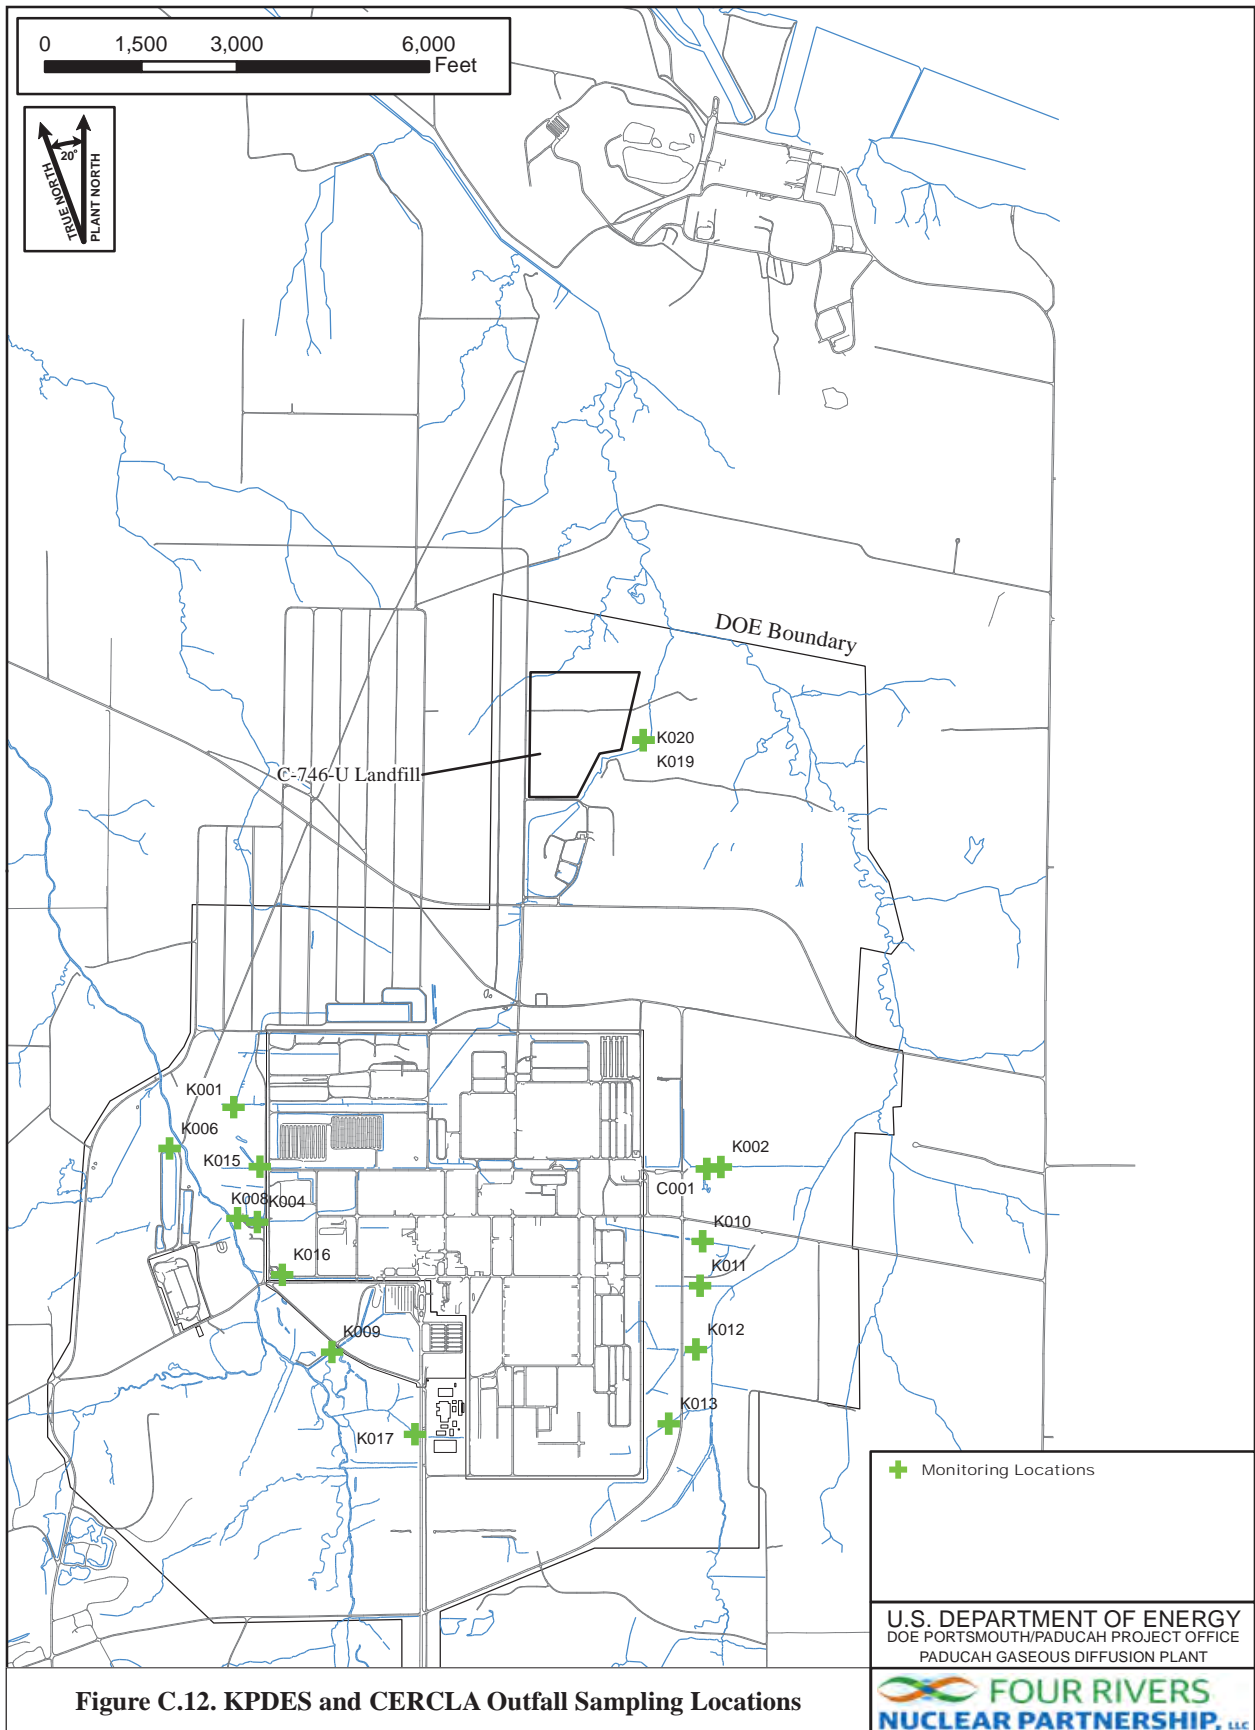 0 1,500 3,000 6,000
Feet
20°
TRUE NORTH
PLANT NORTH
DOE Boundary
K020
K019
C-746-U Landfill
K001
K006
K015
K002
C001
K008
K004
K010
K016
K011
K009
K012
K013
K017
Monitoring Locations
U.S. DEPARTMENT OF ENERGY
DOE PORTSMOUTH/PADUCAH PROJECT OFFICE
PADUCAH GASEOUS DIFFUSION PLANT
Figure C.12. KPDES and CERCLA Outfall Sampling Locations
FOUR RIVERS
NUCLEAR PARTNERSHIP, LLC